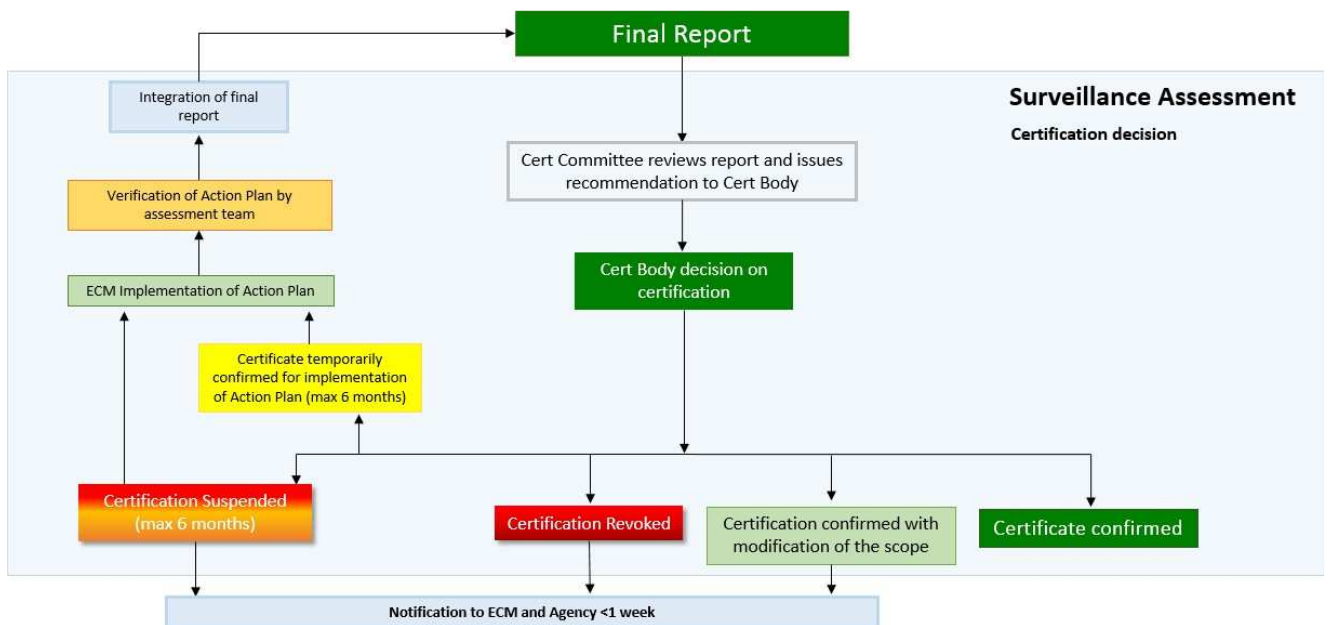 Final Report
Surveillance Assessment
Certification decision
Integration of final
report
Cert Committee reviews report and issues
recommendation to Cert Body
Verification of Action Plan by
assessment team
Cert Body decision on
certification
ECM Implementation of Action Plan
Certificate temporarily
confirmed for implementation
of Action Plan (max 6 months)
Certification Suspended
(max 6 months)
Certification Revoked
Certification confirmed with
modification of the scope
Certificate confirmed
Notification to ECM and Agency <1 week